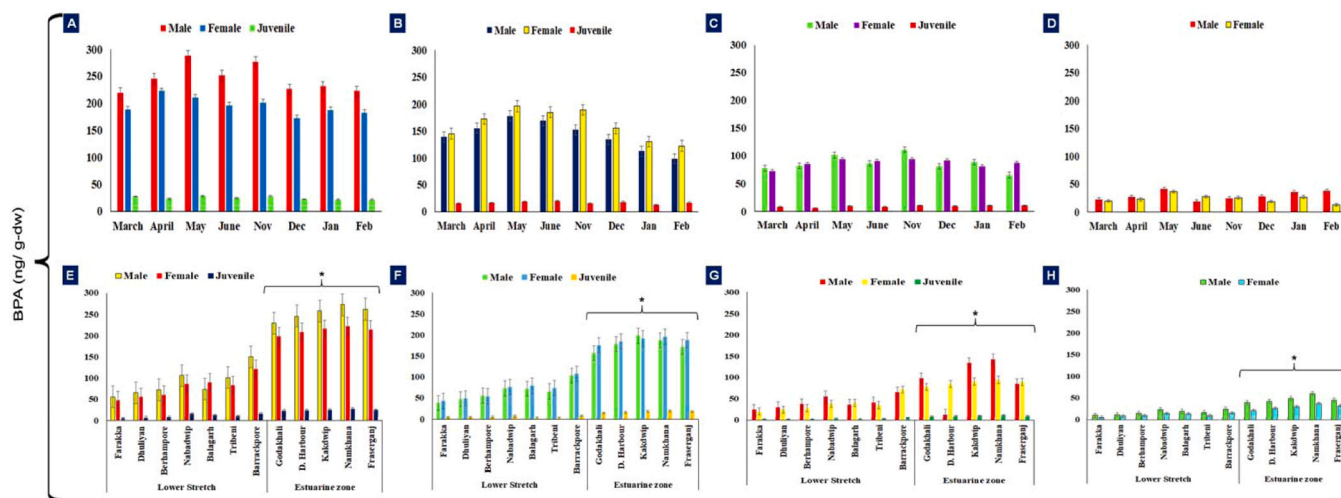 BPA (ng/ g-dw)
A
Male Female Juvenile
300
250
200
150
100
50
0
March April May June Nov Dec Jan Feb
B
Male Female Juvenile
300
250
200
150
100
50
0
March April May June Nov Dec Jan Feb
C
Male Female Juvenile
300
250
200
150
100
50
0
March April May June Nov Dec Jan Feb
D
Male Female
300
250
200
150
100
50
0
March April May June Nov Dec Jan Feb
E
Male Female Juvenile
*
300
250
200
150
100
50
0
Farakka Dhuliyan Berhampore Nabadwip Balagarh Tribeni Barrackpore Godakhali D. Harbour Kakdwip Namkhana Fraserganj
Lower Stretch Estuarine zone
F
Male Female Juvenile
*
300
250
200
150
100
50
0
Farakka Dhuliyan Berhampore Nabadwip Balagarh Tribeni Barrackpore Godakhali D. Harbour Kakdwip Namkhana Fraserganj
Lower Stretch Estuarine zone
G
Male Female Juvenile
*
300
250
200
150
100
50
0
Farakka Dhuliyan Berhampore Nabadwip Balagarh Tribeni Barrackpore Godakhali D. Harbour Kakdwip Namkhana Fraserganj
Lower Stretch Estuarine zone
H
Male Female
*
300
250
200
150
100
50
0
Farakka Dhuliyan Berhampore Nabadwip Balagarh Tribeni Barrackpore Godakhali D. Harbour Kakdwip Namkhana Fraserganj
Lower Stretch Estuarine zone